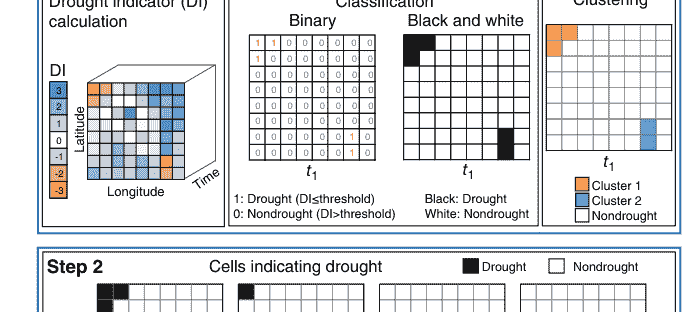 Drought indicator (DI)
calculation
DI
3
2
1
0
-1
-2
-3
Latitude
Longitude
Time
Classification
Binary
1 1 0 0 0 0 0 0
1 0 0 0 0 0 0 0
0 0 0 0 0 0 0 0
0 0 0 0 0 0 0 0
0 0 0 0 0 0 0 0
0 0 0 0 0 0 0 0
0 0 0 0 0 0 1 0
0 0 0 0 0 0 1 0
t1
1: Drought (DI≤threshold)
0: Nondrought (DI>threshold)
Black and white
t1
Black: Drought
White: Nondrought
Clustering
t1
Cluster 1
Cluster 2
Nondrought
Step 2
Cells indicating drought
Drought
Nondrought